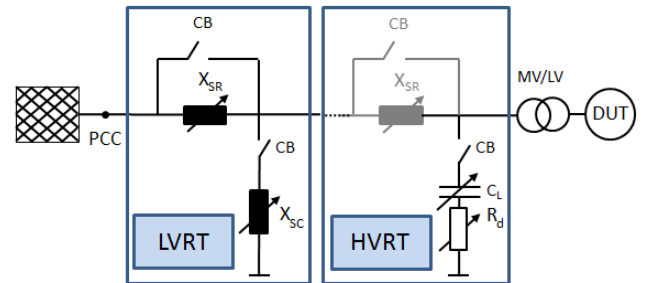 CB
CB
X_SR
X_SR
MV/LV
PCC
DUT
CB
CB
C_L
X_SC
R_d
LVRT
HVRT